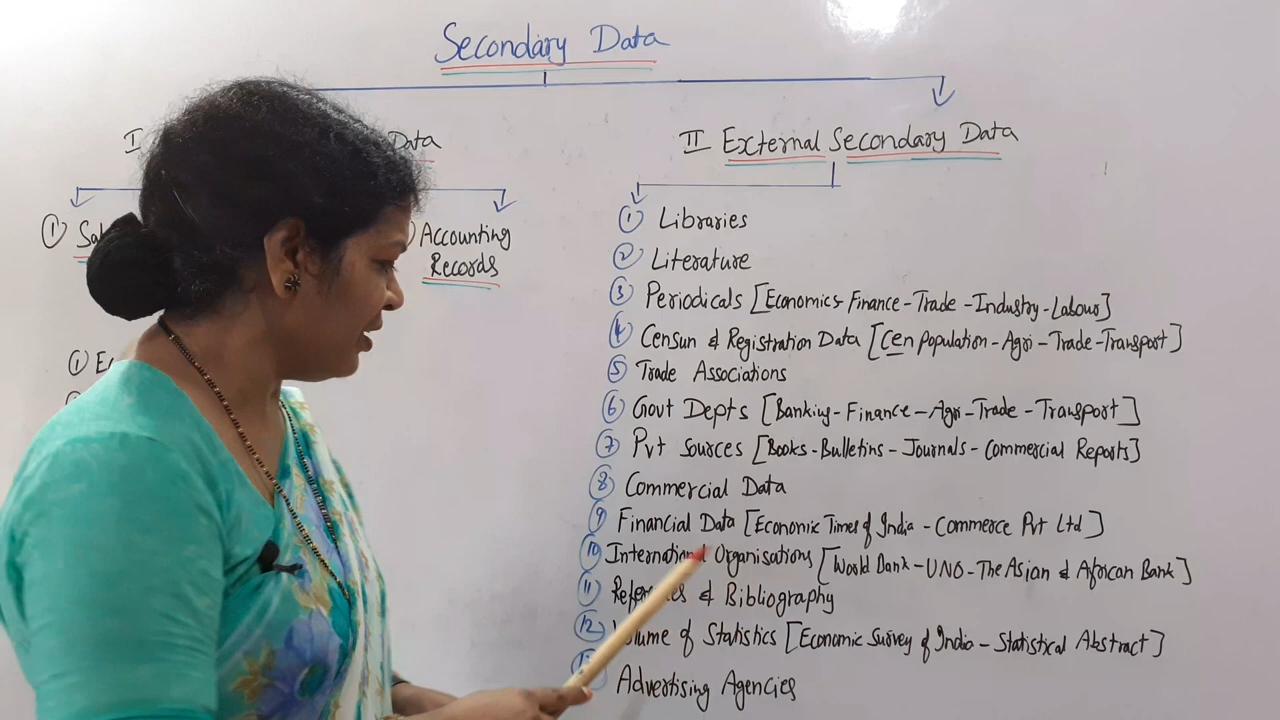 Secondary Data
I Data
II External Secondary Data
①
Accounting
Records
①
① Libraries
② Literature
③ Periodicals [Economics-Finance-Trade-Industry-Labour]
④ Censun & Registration Data [Cen Population-Agri-Trade-Transport]
⑤ Trade Associations
⑥ Govt Depts [Banking-Finance-Agri-Trade-Transport]
⑦ Pvt Sources [Books-Bulletins-Journals-Commercial Reports]
⑧ Commercial Data
⑨ Financial Data [Economic Times of India-Commerce Pvt Ltd]
⑩ International Organisations [World Bank-UNO-The Asian & African Bank]
⑪ & Bibliography
⑫ of Statistics [Economic Survey of India-Statistical Abstract]
Advertising Agencies